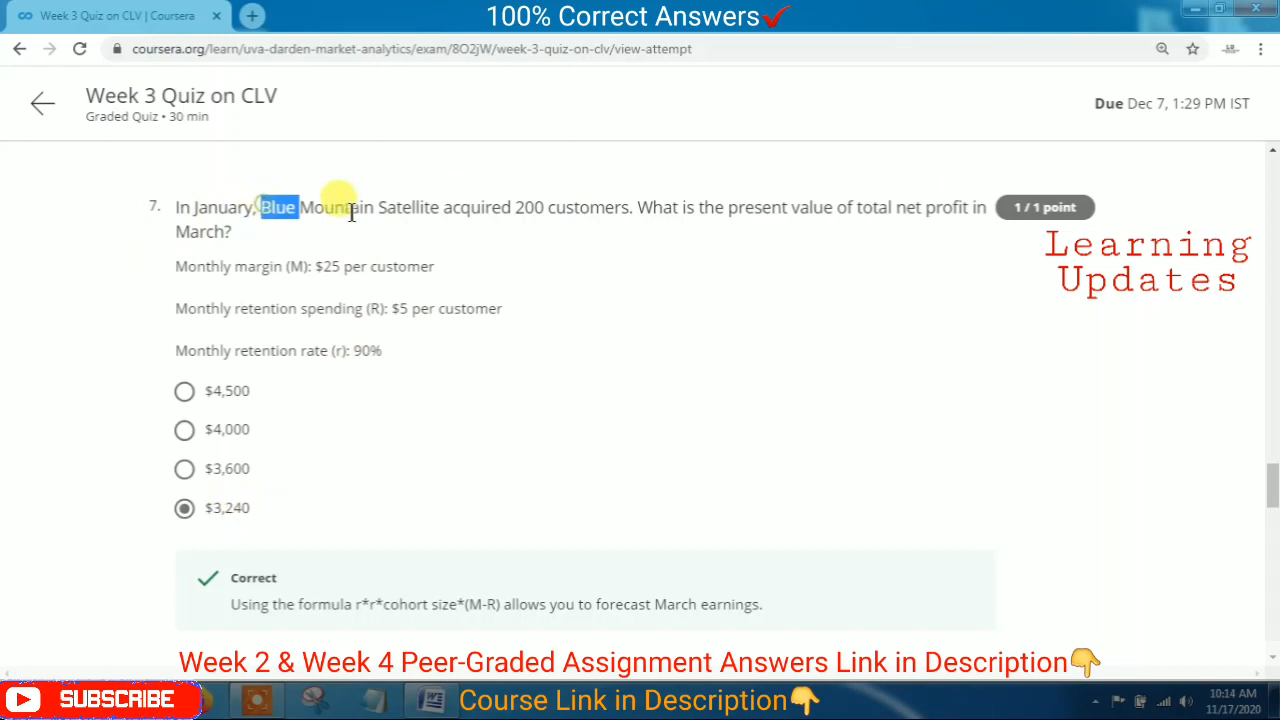 Week 3 Quiz on CLV | Coursera
100% Correct Answers
coursera.org/learn/uva-darden-market-analytics/exam/8O2jW/week-3-quiz-on-clv/view-attempt
Week 3 Quiz on CLV
Graded Quiz • 30 min
Due Dec 7, 1:29 PM IST
7. In January, Blue Mountain Satellite acquired 200 customers. What is the present value of total net profit in
March?
1 / 1 point
Learning
Updates
Monthly margin (M): $25 per customer
Monthly retention spending (R): $5 per customer
Monthly retention rate (r): 90%
$4,500
$4,000
$3,600
$3,240
Correct
Using the formula r*r*cohort size*(M-R) allows you to forecast March earnings.
Week 2 & Week 4 Peer-Graded Assignment Answers Link in Description
SUBSCRIBE
Course Link in Description
10:14 AM
11/17/2020